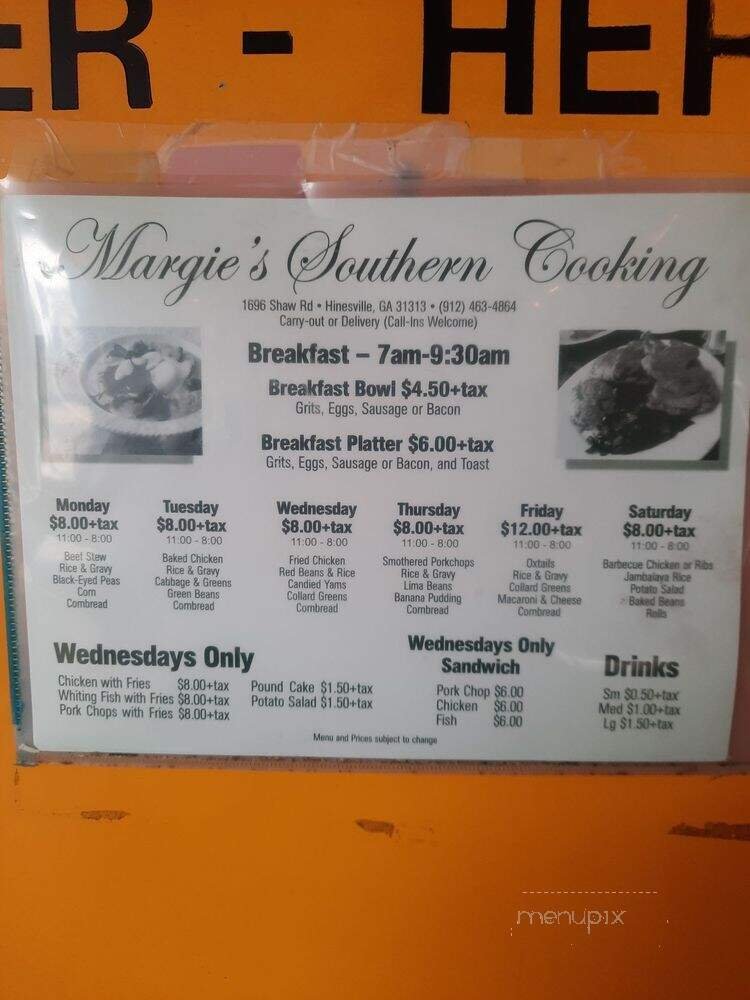 ER - HER
Margie's Southern Cooking
1696 Shaw Rd • Hinesville, GA 31313 • (912) 463-4864
Carry-out or Delivery (Call-Ins Welcome)
Breakfast – 7am-9:30am
Breakfast Bowl $4.50+tax
Grits, Eggs, Sausage or Bacon
Breakfast Platter $6.00+tax
Grits, Eggs, Sausage or Bacon, and Toast
Monday
$8.00+tax
11:00 - 8:00
Beef Stew
Rice & Gravy
Black-Eyed Peas
Corn
Cornbread
Tuesday
$8.00+tax
11:00 - 8:00
Baked Chicken
Rice & Gravy
Cabbage & Greens
Green Beans
Cornbread
Wednesday
$8.00+tax
11:00 - 8:00
Fried Chicken
Red Beans & Rice
Candied Yams
Collard Greens
Cornbread
Thursday
$8.00+tax
11:00 - 8:00
Smothered Porkchops
Rice & Gravy
Lima Beans
Banana Pudding
Cornbread
Friday
$12.00+tax
11:00 - 8:00
Oxtails
Rice & Gravy
Collard Greens
Macaroni & Cheese
Cornbread
Saturday
$8.00+tax
11:00 - 8:00
Barbecue Chicken or Ribs
Jambalaya Rice
Potato Salad
Baked Beans
Rolls
Wednesdays Only
Chicken with Fries $8.00+tax
Whiting Fish with Fries $8.00+tax
Pork Chops with Fries $8.00+tax
Pound Cake $1.50+tax
Potato Salad $1.50+tax
Wednesdays Only
Sandwich
Pork Chop $6.00
Chicken $6.00
Fish $6.00
Drinks
Sm $0.50+tax
Med $1.00+tax
Lg $1.50+tax
Menu and Prices subject to change
menupix